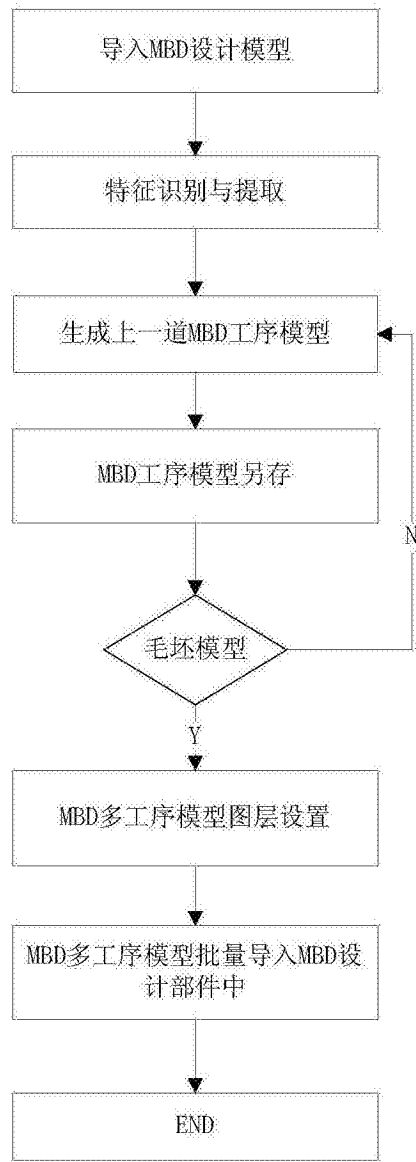 导入MBD设计模型
特征识别与提取
生成上一道MBD工序模型
MBD工序模型另存
N
毛坯模型
Y
MBD多工序模型图层设置
MBD多工序模型批量导入MBD设
计部件中
END